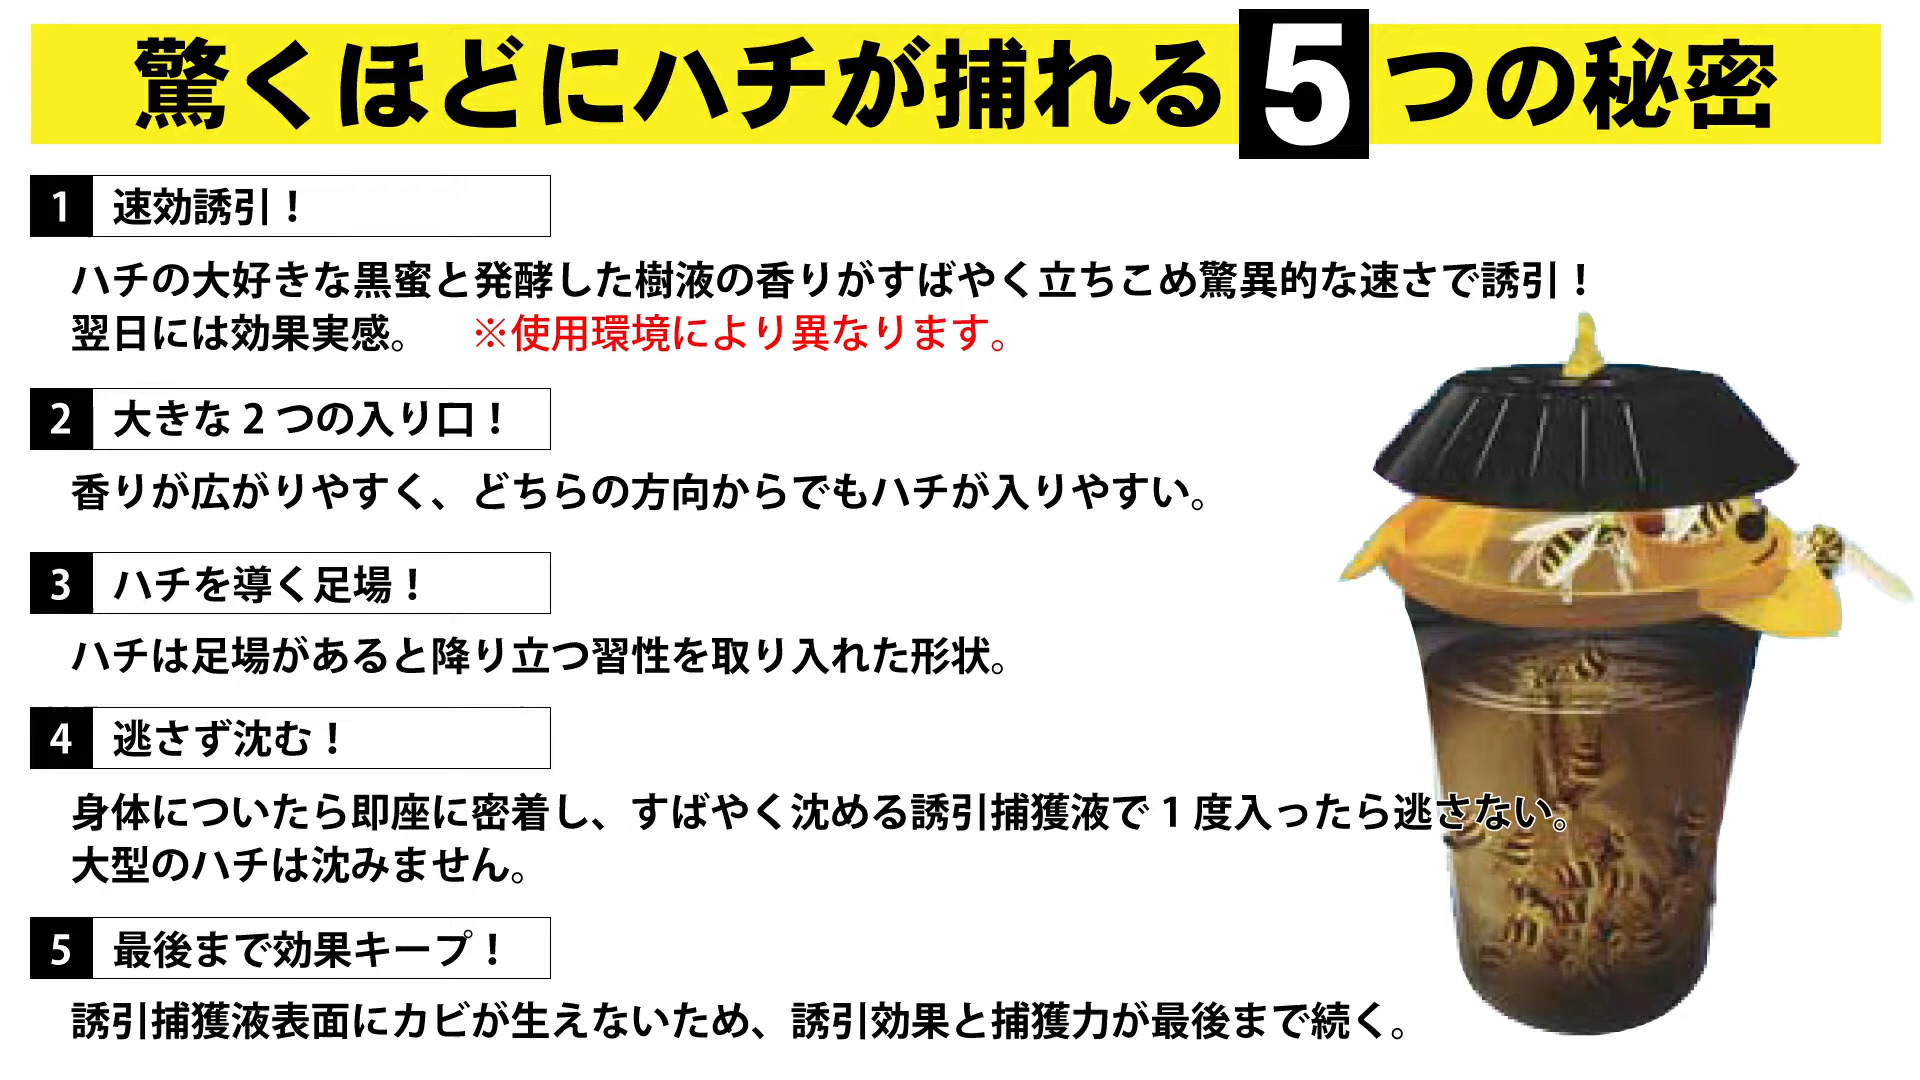 驚くほどにハチが捕れる5つの秘密
1 速効誘引！
ハチの大好きな黒蜜と発酵した樹液の香りがすばやく立ちこめ驚異的な速さで誘引！
翌日には効果実感。 ※使用環境により異なります。
2 大きな2つの入り口！
香りが広がりやすく、どちらの方向からでもハチが入りやすい。
3 ハチを導く足場！
ハチは足場があると降り立つ習性を取り入れた形状。
4 逃さず沈む！
身体についたら即座に密着し、すばやく沈める誘引捕獲液で1度入ったら逃さない。
大型のハチは沈みません。
5 最後まで効果キープ！
誘引捕獲液表面にカビが生えないため、誘引効果と捕獲力が最後まで続く。